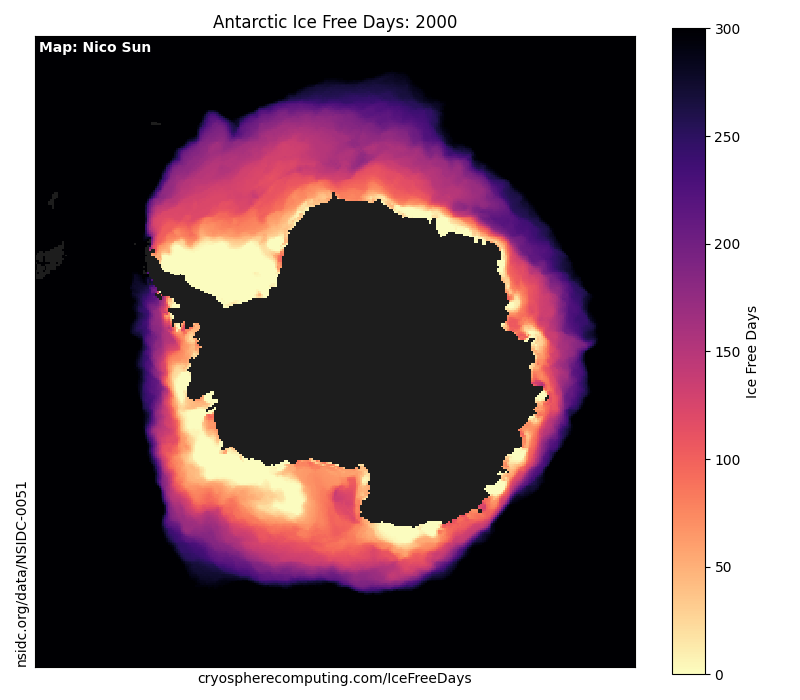 Antarctic Ice Free Days: 2000
Map: Nico Sun
300
250
200
150
100
50
0
Ice Free Days
nsidc.org/data/NSIDC-0051
cryospherecomputing.com/IceFreeDays